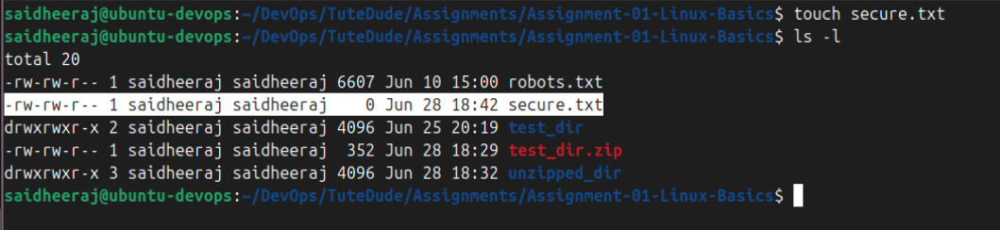 saidheeraj@ubuntu-devops:~/DevOps/TuteDude/Assignments/Assignment-01-Linux-Basics$ touch secure.txt
saidheeraj@ubuntu-devops:~/DevOps/TuteDude/Assignments/Assignment-01-Linux-Basics$ ls -l
total 20
-rw-rw-r-- 1 saidheeraj saidheeraj 6607 Jun 10 15:00 robots.txt
-rw-rw-r-- 1 saidheeraj saidheeraj    0 Jun 28 18:42 secure.txt
drwxrwxr-x 2 saidheeraj saidheeraj 4096 Jun 25 20:19 test_dir
-rw-rw-r-- 1 saidheeraj saidheeraj  352 Jun 28 18:29 test_dir.zip
drwxrwxr-x 3 saidheeraj saidheeraj 4096 Jun 28 18:32 unzipped_dir
saidheeraj@ubuntu-devops:~/DevOps/TuteDude/Assignments/Assignment-01-Linux-Basics$